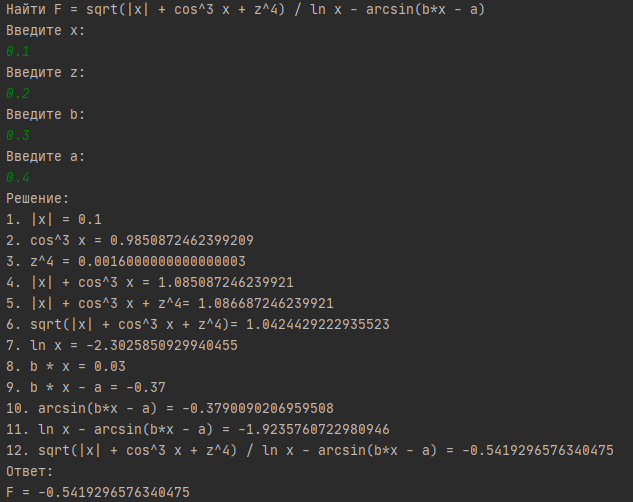 Найти F = sqrt(|x| + cos^3 x + z^4) / ln x - arcsin(b*x - a)
Введите x:
0.1
Введите z:
0.2
Введите b:
0.3
Введите a:
0.4
Решение:
1. |x| = 0.1
2. cos^3 x = 0.9850872462399209
3. z^4 = 0.0016000000000000003
4. |x| + cos^3 x = 1.085087246239921
5. |x| + cos^3 x + z^4= 1.086687246239921
6. sqrt(|x| + cos^3 x + z^4)= 1.0424429222935523
7. ln x = -2.3025850929940455
8. b * x = 0.03
9. b * x - a = -0.37
10. arcsin(b*x - a) = -0.3790090206959508
11. ln x - arcsin(b*x - a) = -1.9235760722980946
12. sqrt(|x| + cos^3 x + z^4) / ln x - arcsin(b*x - a) = -0.5419296576340475
Ответ:
F = -0.5419296576340475